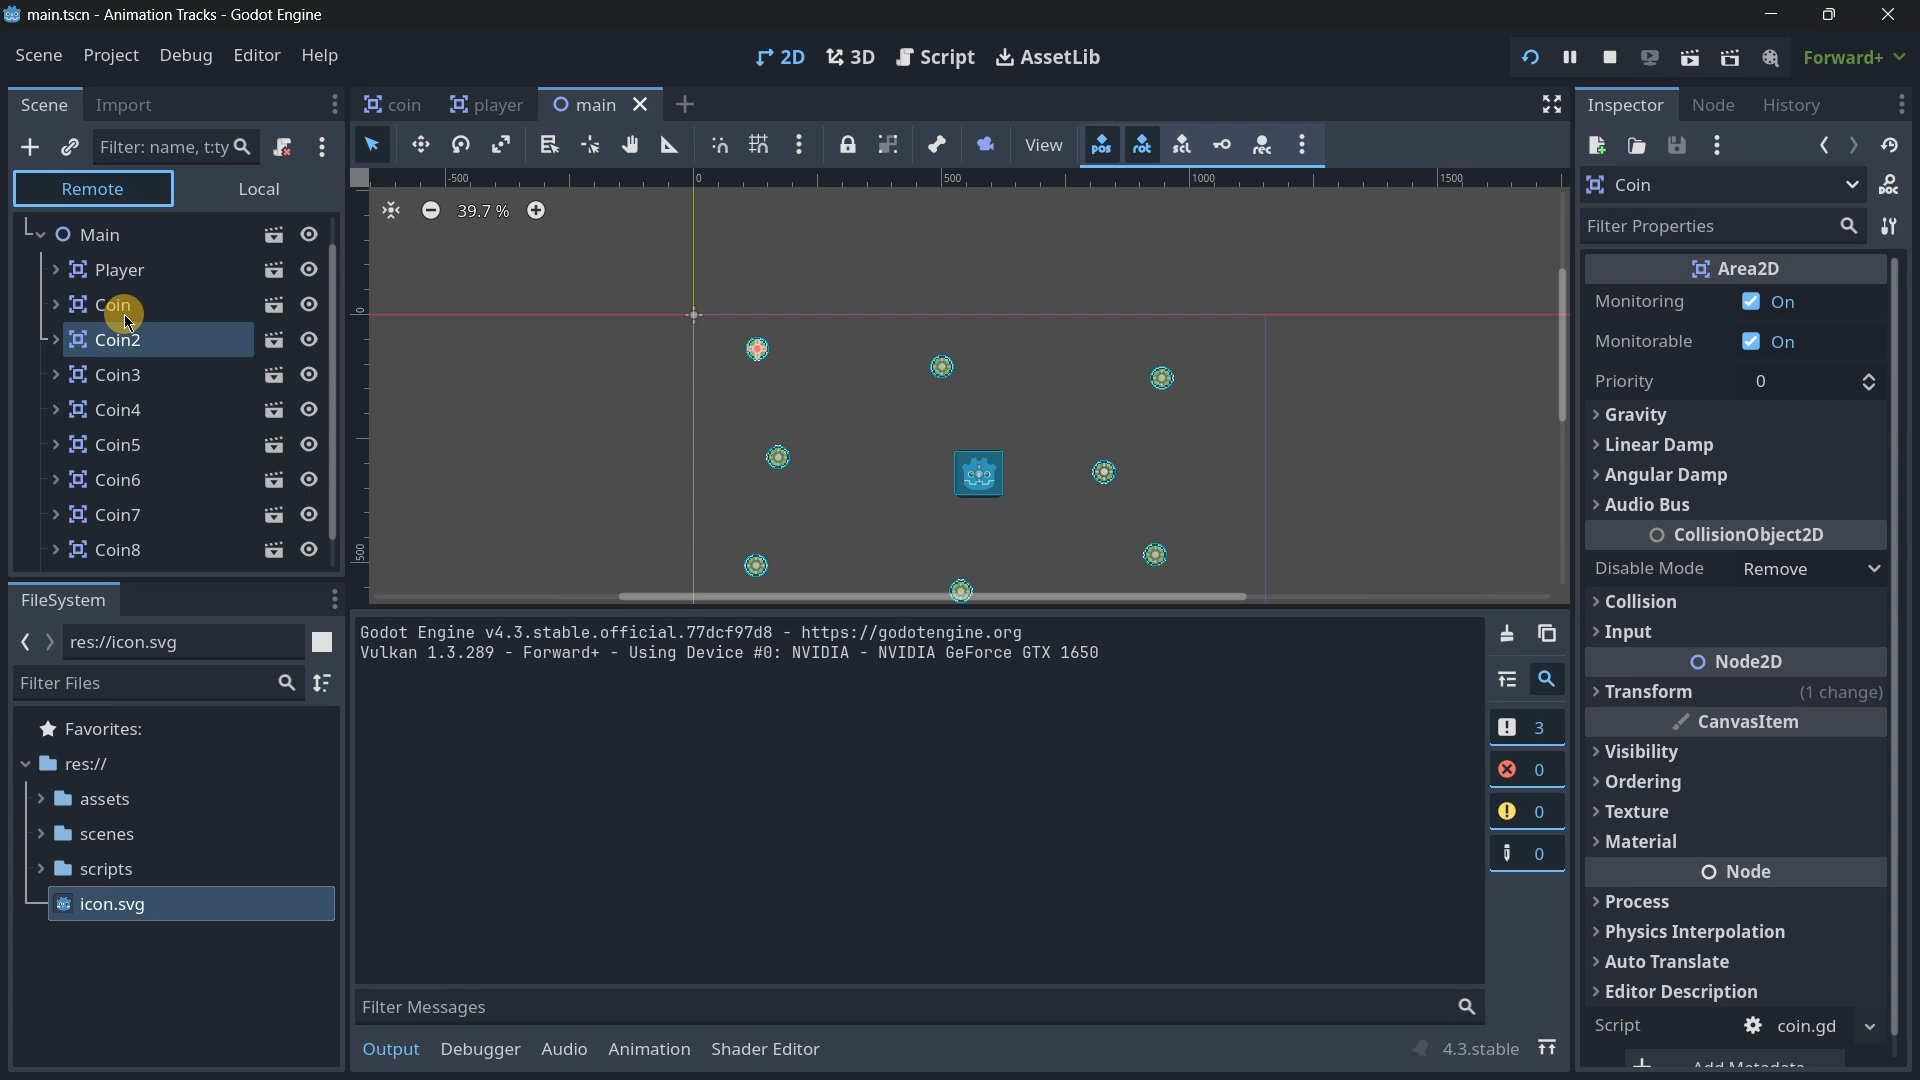 main.tscn - Animation Tracks - Godot Engine
Scene Project Debug Editor Help
2D 3D Script AssetLib
Forward+
Scene Import
coin player main
Inspector Node History
Filter: name, t:ty
View
Remote Local
Main
Player
Coin
Coin2
Coin3
Coin4
Coin5
Coin6
Coin7
Coin8
-500 0 500 1000 1500
39.7 %
0
500
FileSystem
res://icon.svg
Filter Files
Favorites:
res://
assets
scenes
scripts
icon.svg
Godot Engine v4.3.stable.official.77dcf97d8 - https://godotengine.org
Vulkan 1.3.289 - Forward+ - Using Device #0: NVIDIA - NVIDIA GeForce GTX 1650
3
0
0
0
Filter Messages
Output Debugger Audio Animation Shader Editor
4.3.stable
Coin
Filter Properties
Area2D
Monitoring On
Monitorable On
Priority 0
Gravity
Linear Damp
Angular Damp
Audio Bus
CollisionObject2D
Disable Mode Remove
Collision
Input
Node2D
Transform (1 change)
CanvasItem
Visibility
Ordering
Texture
Material
Node
Process
Physics Interpolation
Auto Translate
Editor Description
Script coin.gd
Add Metadata